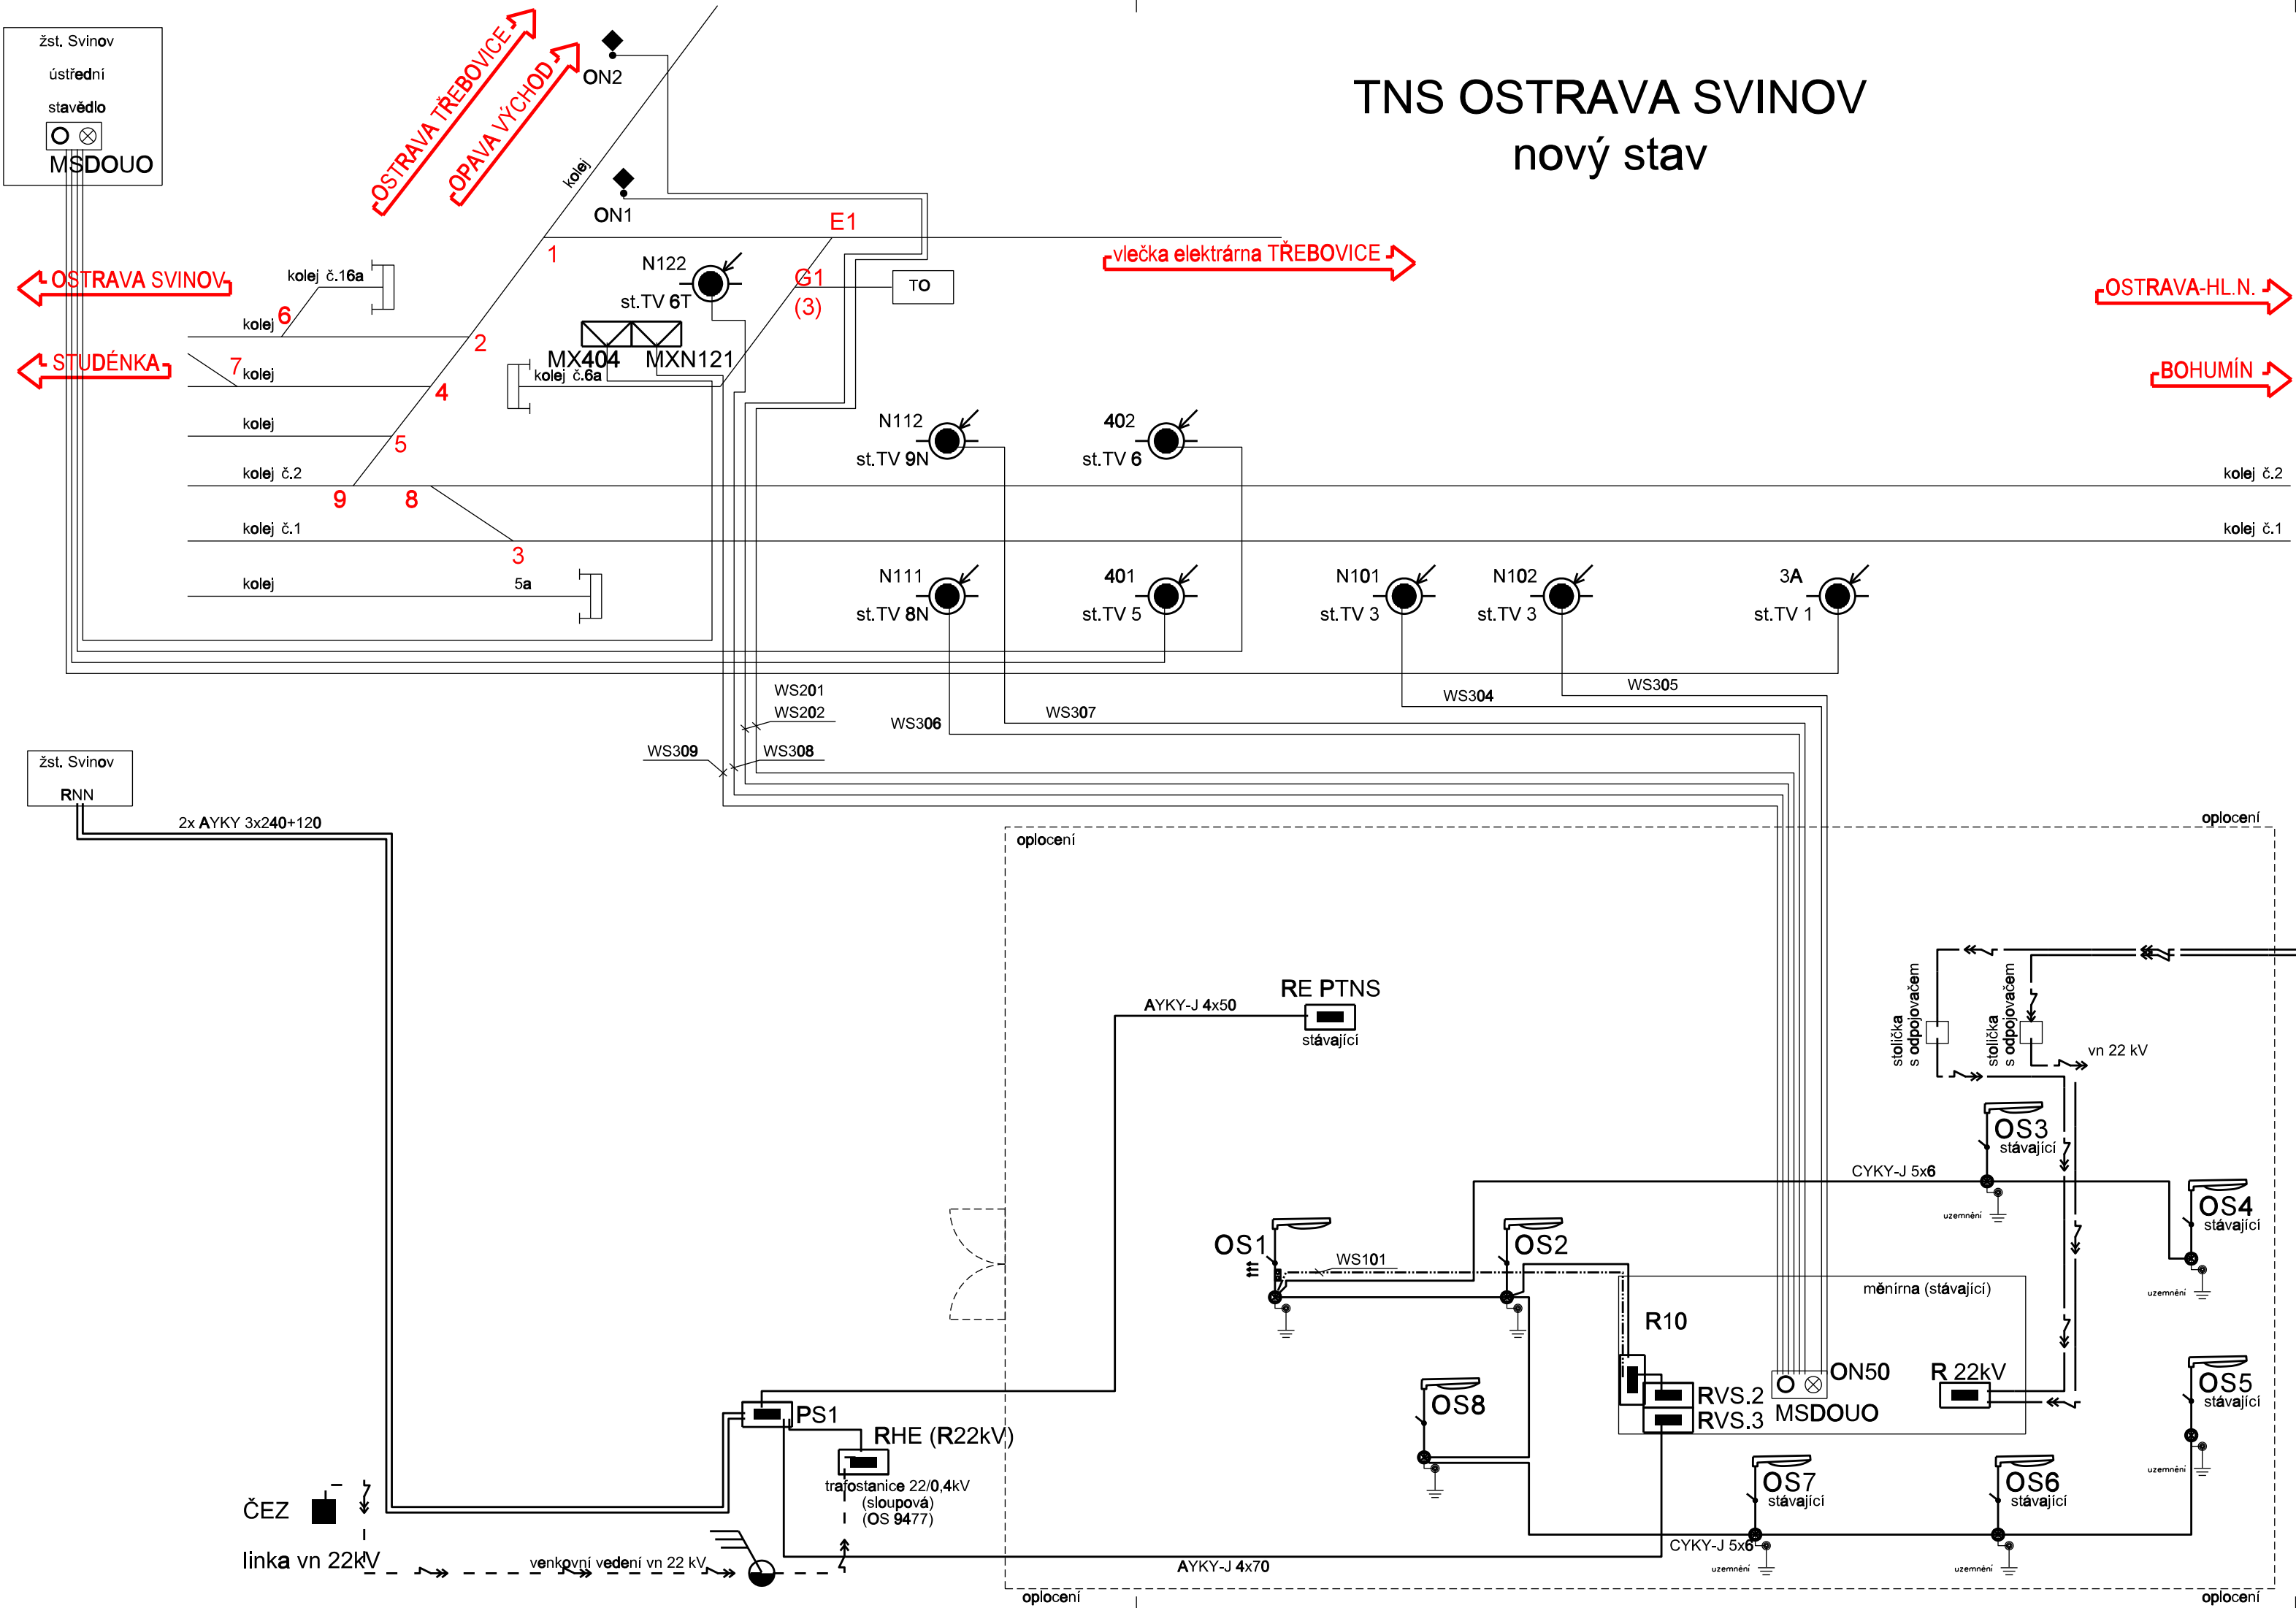 TNS OSTRAVA SVINOV
nový stav
žst. Svinov
ústřední
stavědlo
MSDOUO
OSTRAVA TŘEBOVICE
OPAVA VÝCHOD
ON2
kolej
ON1
E1
1
vlečka elektrárna TŘEBOVICE
OSTRAVA SVINOV
kolej č.16a
N122
st.TV 6T
G1
(3)
TO
OSTRAVA-HL.N.
kolej
6
2
STUDÉNKA
7
kolej
4
MX404
MXN121
kolej č.6a
BOHUMÍN
kolej
5
N112
st.TV 9N
402
st.TV 6
kolej č.2
9
8
kolej č.2
kolej č.1
3
kolej č.1
kolej
5a
N111
st.TV 8N
401
st.TV 5
N101
st.TV 3
N102
st.TV 3
3A
st.TV 1
WS201
WS202
WS306
WS307
WS304
WS305
WS309
WS308
žst. Svinov
RNN
2x AYKY 3x240+120
oplocení
oplocení
AYKY-J 4x50
RE PTNS
stávající
stolička
s odpojovačem
stolička
s odpojovačem
vn 22 kV
OS3
stávající
CYKY-J 5x6
uzemnění
OS4
stávající
uzemnění
OS1
WS101
OS2
měnírna (stávající)
R10
ON50
R 22kV
RVS.2
RVS.3
MSDOUO
OS8
OS5
stávající
uzemnění
PS1
RHE (R22kV)
trafostanice 22/0,4kV
(sloupová)
(OS 9477)
OS7
stávající
OS6
stávající
ČEZ
linka vn 22kV
venkovní vedení vn 22 kV
AYKY-J 4x70
CYKY-J 5x6
uzemnění
uzemnění
oplocení
oplocení